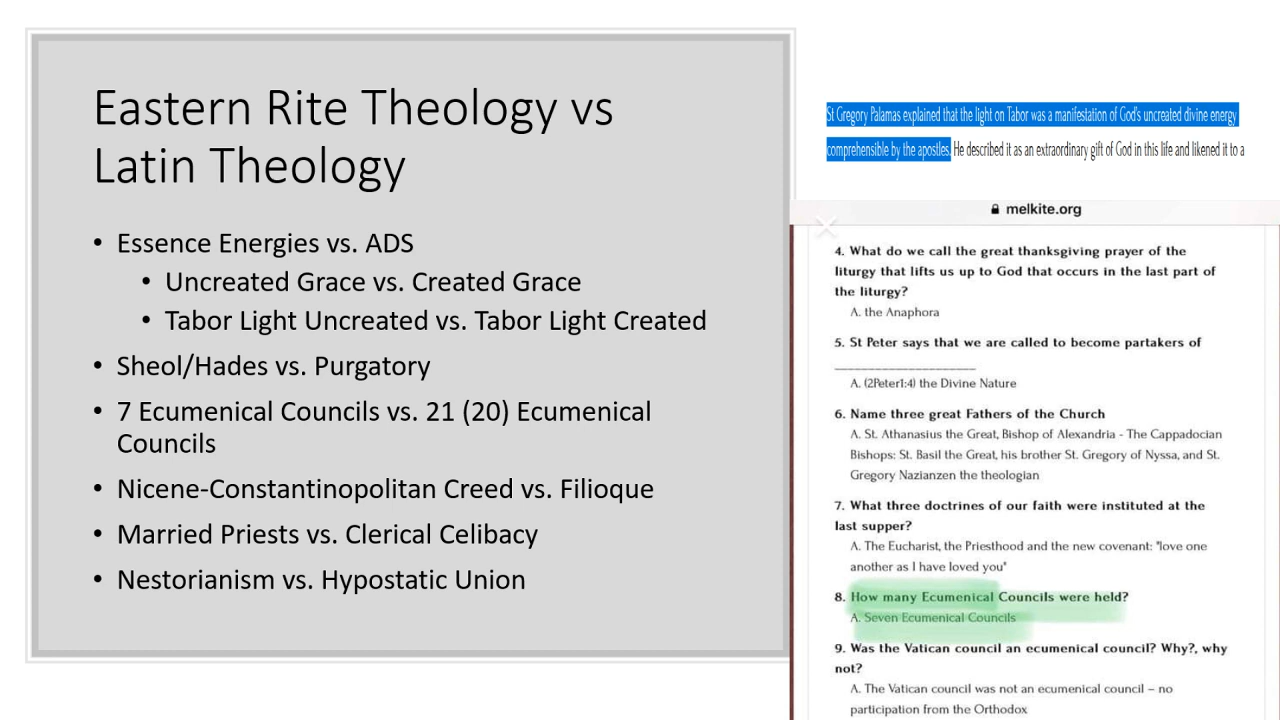 Eastern Rite Theology vs
Latin Theology
• Essence Energies vs. ADS
• Uncreated Grace vs. Created Grace
• Tabor Light Uncreated vs. Tabor Light Created
• Sheol/Hades vs. Purgatory
• 7 Ecumenical Councils vs. 21 (20) Ecumenical
Councils
• Nicene-Constantinopolitan Creed vs. Filioque
• Married Priests vs. Clerical Celibacy
• Nestorianism vs. Hypostatic Union
St Gregory Palamas explained that the light on Tabor was a manifestation of God's uncreated divine energy
comprehensible by the apostles. He described it as an extraordinary gift of God in this life and likened it to a
melkite.org
4. What do we call the great thanksgiving prayer of the
liturgy that lifts us up to God that occurs in the last part of
the liturgy?
A. the Anaphora
5. St Peter says that we are called to become partakers of
____________________
A. (2Peter1:4) the Divine Nature
6. Name three great Fathers of the Church
A. St. Athanasius the Great, Bishop of Alexandria - The Cappadocian
Bishops: St. Basil the Great, his brother St. Gregory of Nyssa, and St.
Gregory Nazianzen the theologian
7. What three doctrines of our faith were instituted at the
last supper?
A. The Eucharist, the Priesthood and the new covenant: "love one
another as I have loved you"
8. How many Ecumenical Councils were held?
A. Seven Ecumenical Councils
9. Was the Vatican council an ecumenical council? Why?, why
not?
A. The Vatican council was not an ecumenical council – no
participation from the Orthodox